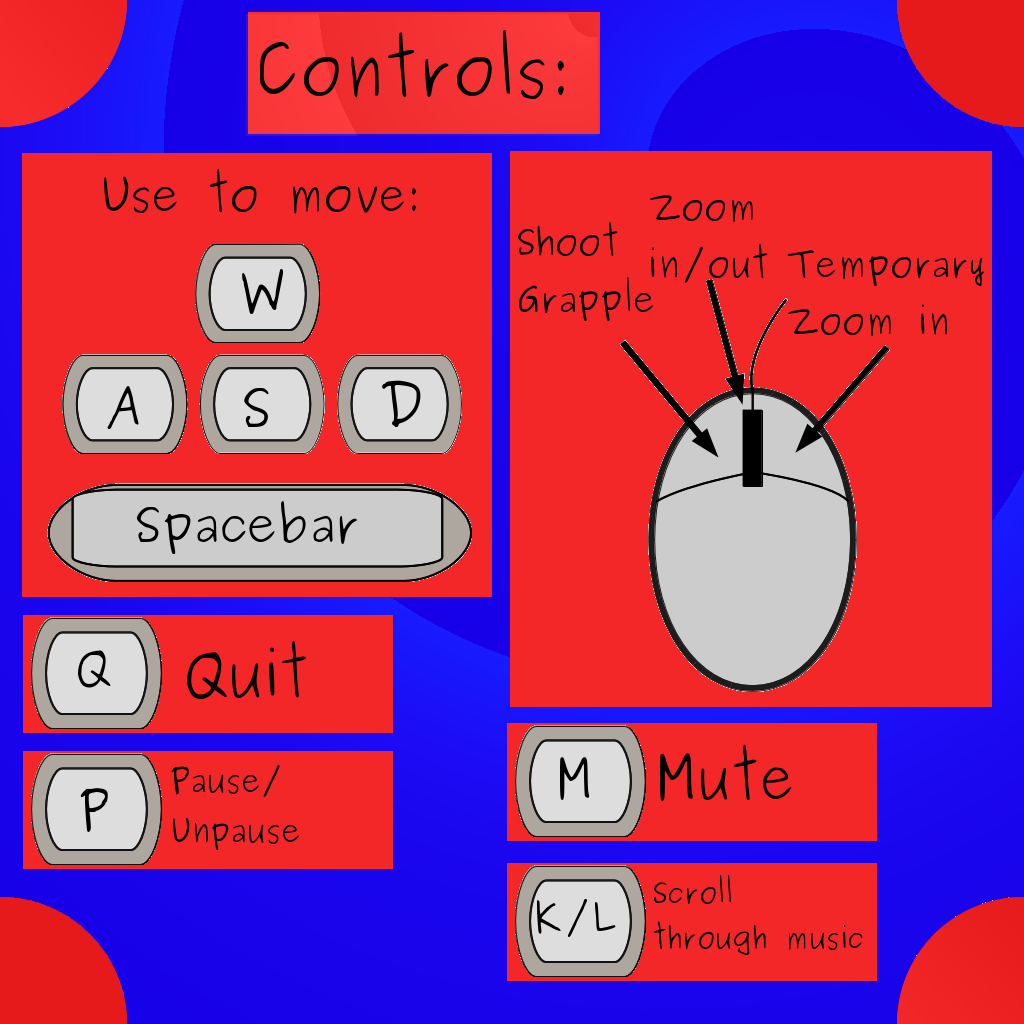 Controls:
Use to move:
W
A S D
Spacebar
Shoot
Grapple
Zoom
in/out
Temporary
Zoom in
Q Quit
P Pause/
Unpause
M Mute
K/L Scroll
through music